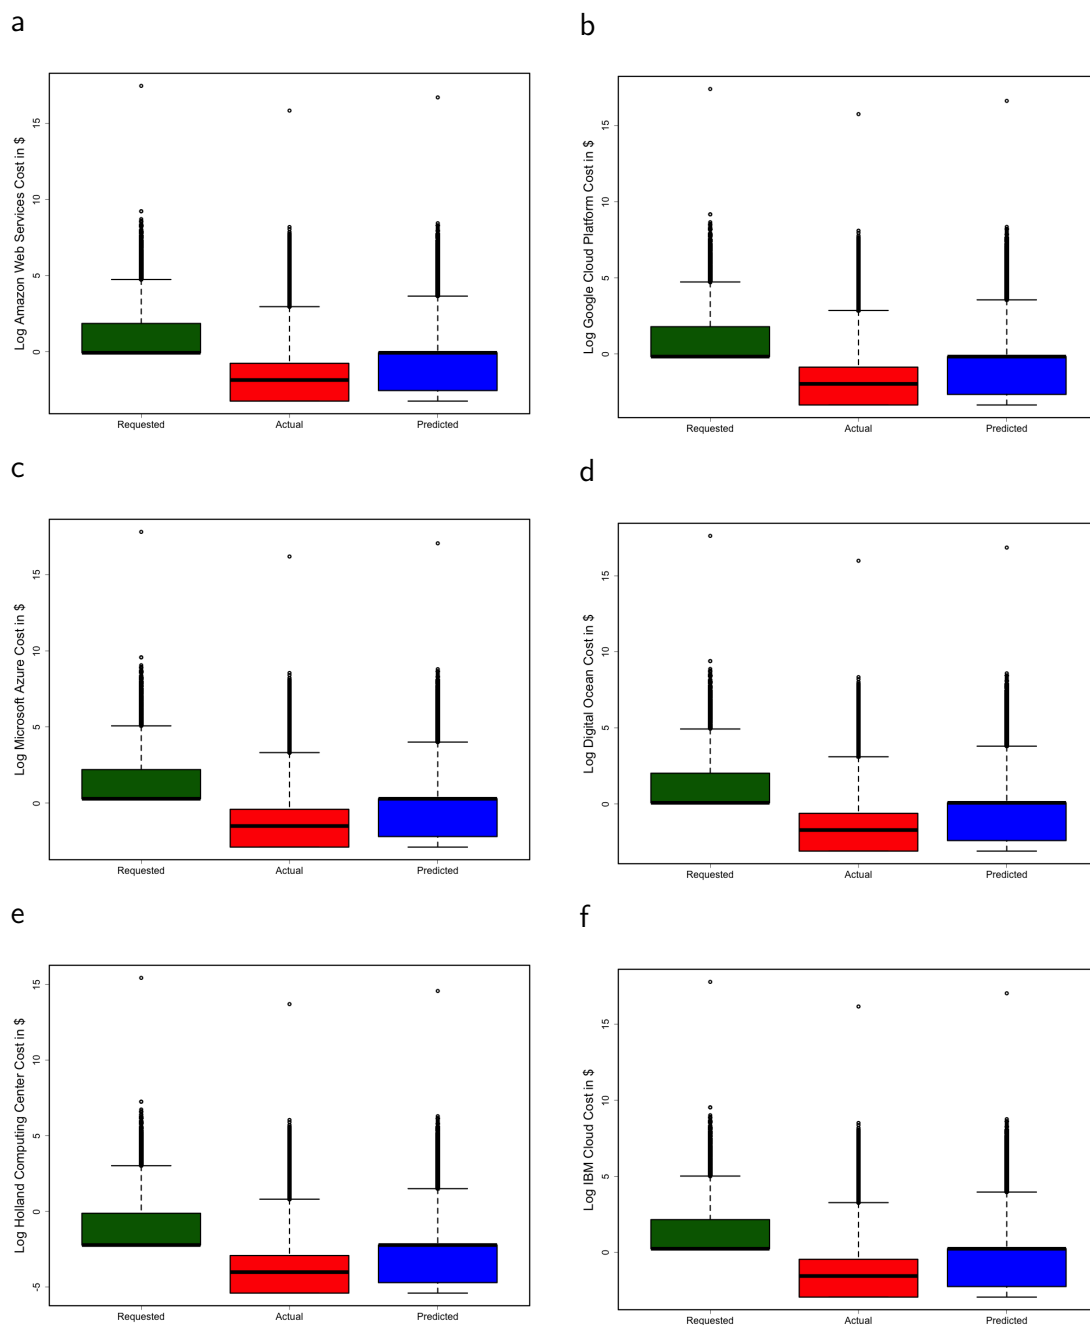 a
Log Amazon Web Services Cost in $
15
10
5
0
Requested Actual Predicted
b
Log Google Cloud Platform Cost in $
15
10
5
0
Requested Actual Predicted
c
Log Microsoft Azure Cost in $
15
10
5
0
Requested Actual Predicted
d
Log Digital Ocean Cost in $
15
10
5
0
Requested Actual Predicted
e
Log Holland Computing Center Cost in $
15
10
5
0
-5
Requested Actual Predicted
f
Log IBM Cloud Cost in $
15
10
5
0
Requested Actual Predicted